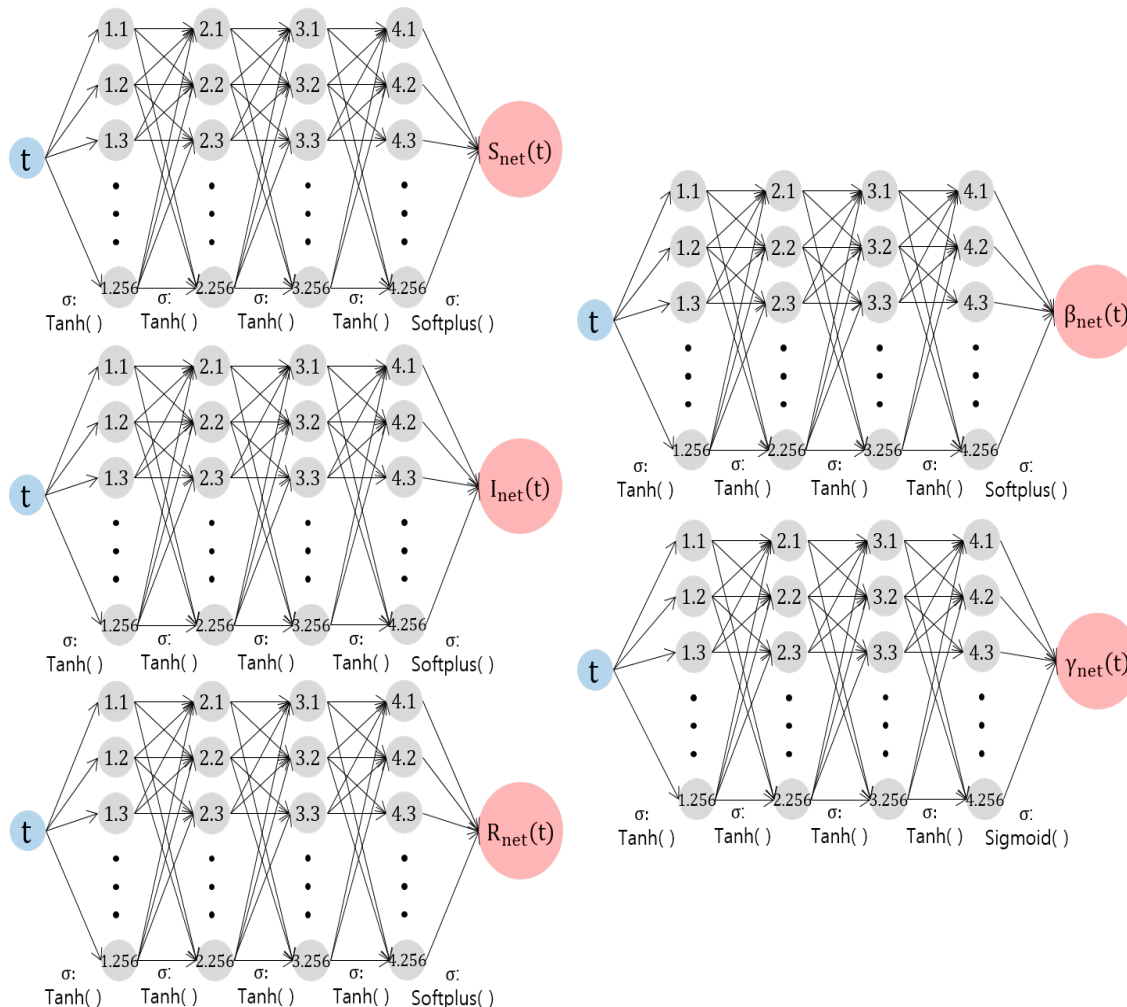 1.1 2.1 3.1 4.1
1.2 2.2 3.2 4.2
1.3 2.3 3.3 4.3
t S_net(t)
1.256 2.256 3.256 4.256
σ: σ: σ: σ: σ:
Tanh( ) Tanh( ) Tanh( ) Tanh( ) Softplus( )
1.1 2.1 3.1 4.1
1.2 2.2 3.2 4.2
1.3 2.3 3.3 4.3
t I_net(t)
1.256 2.256 3.256 4.256
σ: σ: σ: σ: σ:
Tanh( ) Tanh( ) Tanh( ) Tanh( ) Softplus( )
1.1 2.1 3.1 4.1
1.2 2.2 3.2 4.2
1.3 2.3 3.3 4.3
t R_net(t)
1.256 2.256 3.256 4.256
σ: σ: σ: σ: σ:
Tanh( ) Tanh( ) Tanh( ) Tanh( ) Softplus( )
1.1 2.1 3.1 4.1
1.2 2.2 3.2 4.2
1.3 2.3 3.3 4.3
t β_net(t)
1.256 2.256 3.256 4.256
σ: σ: σ: σ: σ:
Tanh( ) Tanh( ) Tanh( ) Tanh( ) Softplus( )
1.1 2.1 3.1 4.1
1.2 2.2 3.2 4.2
1.3 2.3 3.3 4.3
t γ_net(t)
1.256 2.256 3.256 4.256
σ: σ: σ: σ: σ:
Tanh( ) Tanh( ) Tanh( ) Tanh( ) Sigmoid( )